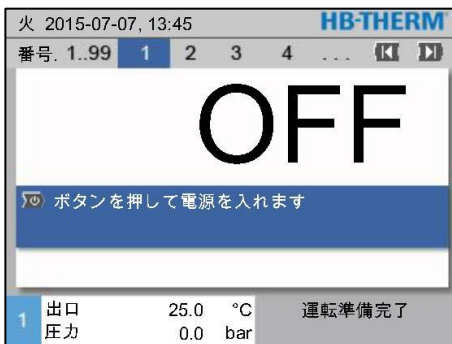 火 2015-07-07, 13:45 HB-THERM
番号. 1..99 1 2 3 4 ...
OFF
ボタンを押して電源を入れます
1 出口 25.0 °C 運転準備完了
圧力 0.0 bar